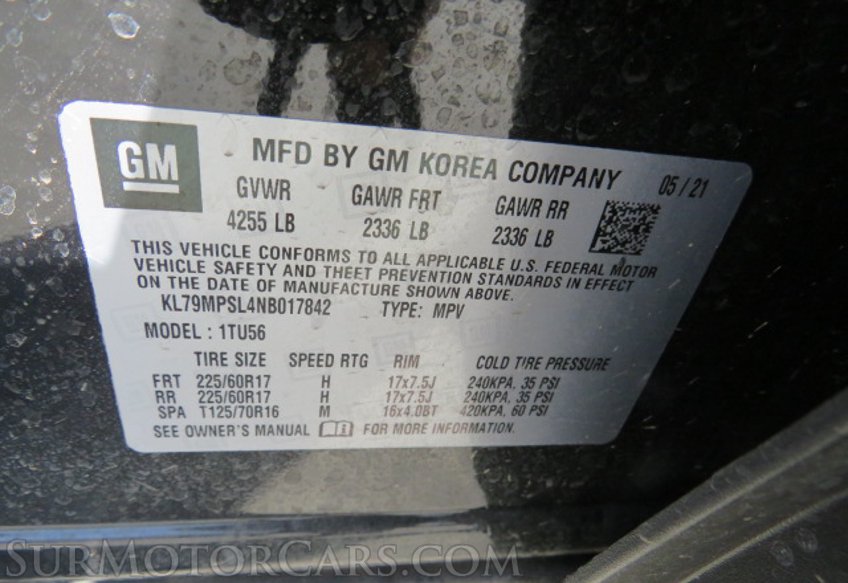 GM
MFD BY GM KOREA COMPANY 05 / 21
GVWR GAWR FRT GAWR RR
4255 LB 2336 LB 2336 LB
THIS VEHICLE CONFORMS TO ALL APPLICABLE U.S. FEDERAL MOTOR
VEHICLE SAFETY AND THEFT PREVENTION STANDARDS IN EFFECT
ON THE DATE OF MANUFACTURE SHOWN ABOVE.
KL79MPSL4NB017842 TYPE: MPV
MODEL : 1TU56
TIRE SIZE SPEED RTG RIM COLD TIRE PRESSURE
FRT 225/60R17 H 17x7.5J 240KPA, 35 PSI
RR 225/60R17 H 17x7.5J 240KPA, 35 PSI
SPA T125/70R16 M 16x4.0BT 420KPA, 60 PSI
SEE OWNER'S MANUAL FOR MORE INFORMATION.
SURMOTORCARS.COM